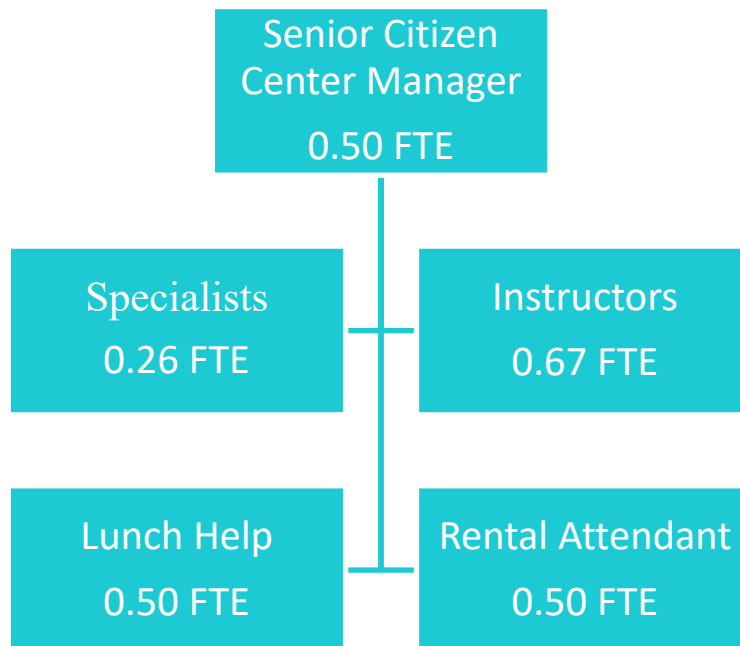 Senior Citizen
Center Manager
0.50 FTE
Specialists
0.26 FTE
Instructors
0.67 FTE
Lunch Help
0.50 FTE
Rental Attendant
0.50 FTE